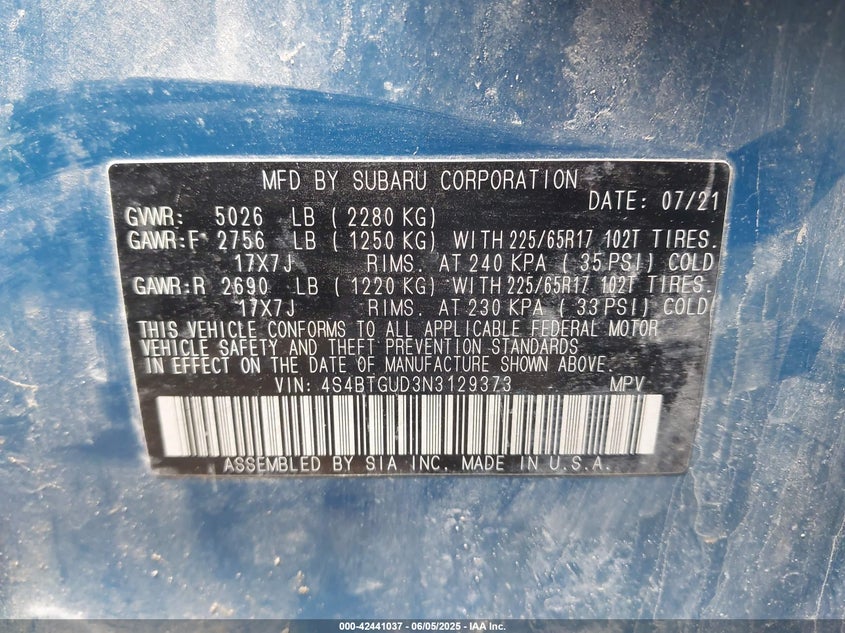 MFD BY SUBARU CORPORATION
DATE: 07/21
GVWR: 5026 LB ( 2280 KG)
GAWR:F 2756 LB ( 1250 KG) WITH 225/65R17 102T TIRES.
17X7J RIMS. AT 240 KPA ( 35 PSI) COLD
GAWR:R 2690 LB ( 1220 KG) WITH 225/65R17 102T TIRES.
17X7J RIMS. AT 230 KPA ( 33 PSI) COLD
THIS VEHICLE CONFORMS TO ALL APPLICABLE FEDERAL MOTOR
VEHICLE SAFETY AND THEFT PREVENTION STANDARDS
IN EFFECT ON THE DATE OF MANUFACTURE SHOWN ABOVE.
VIN: 4S4BTGUD3N3129373 MPV
ASSEMBLED BY SIA INC. MADE IN U.S.A.
000-42441037 - 06/05/2025 - IAA Inc.